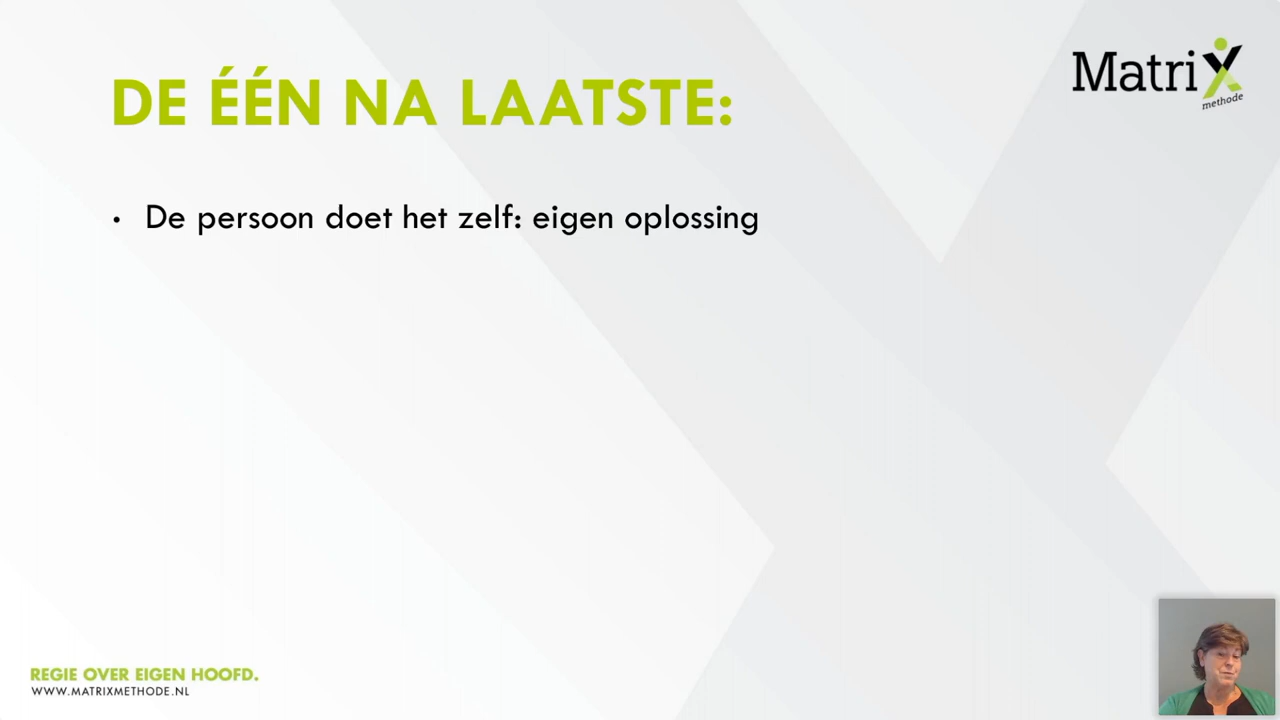 DE ÉÉN NA LAATSTE:
MatriX
methode
• De persoon doet het zelf: eigen oplossing
REGIE OVER EIGEN HOOFD.
WWW.MATRIXMETHODE.NL